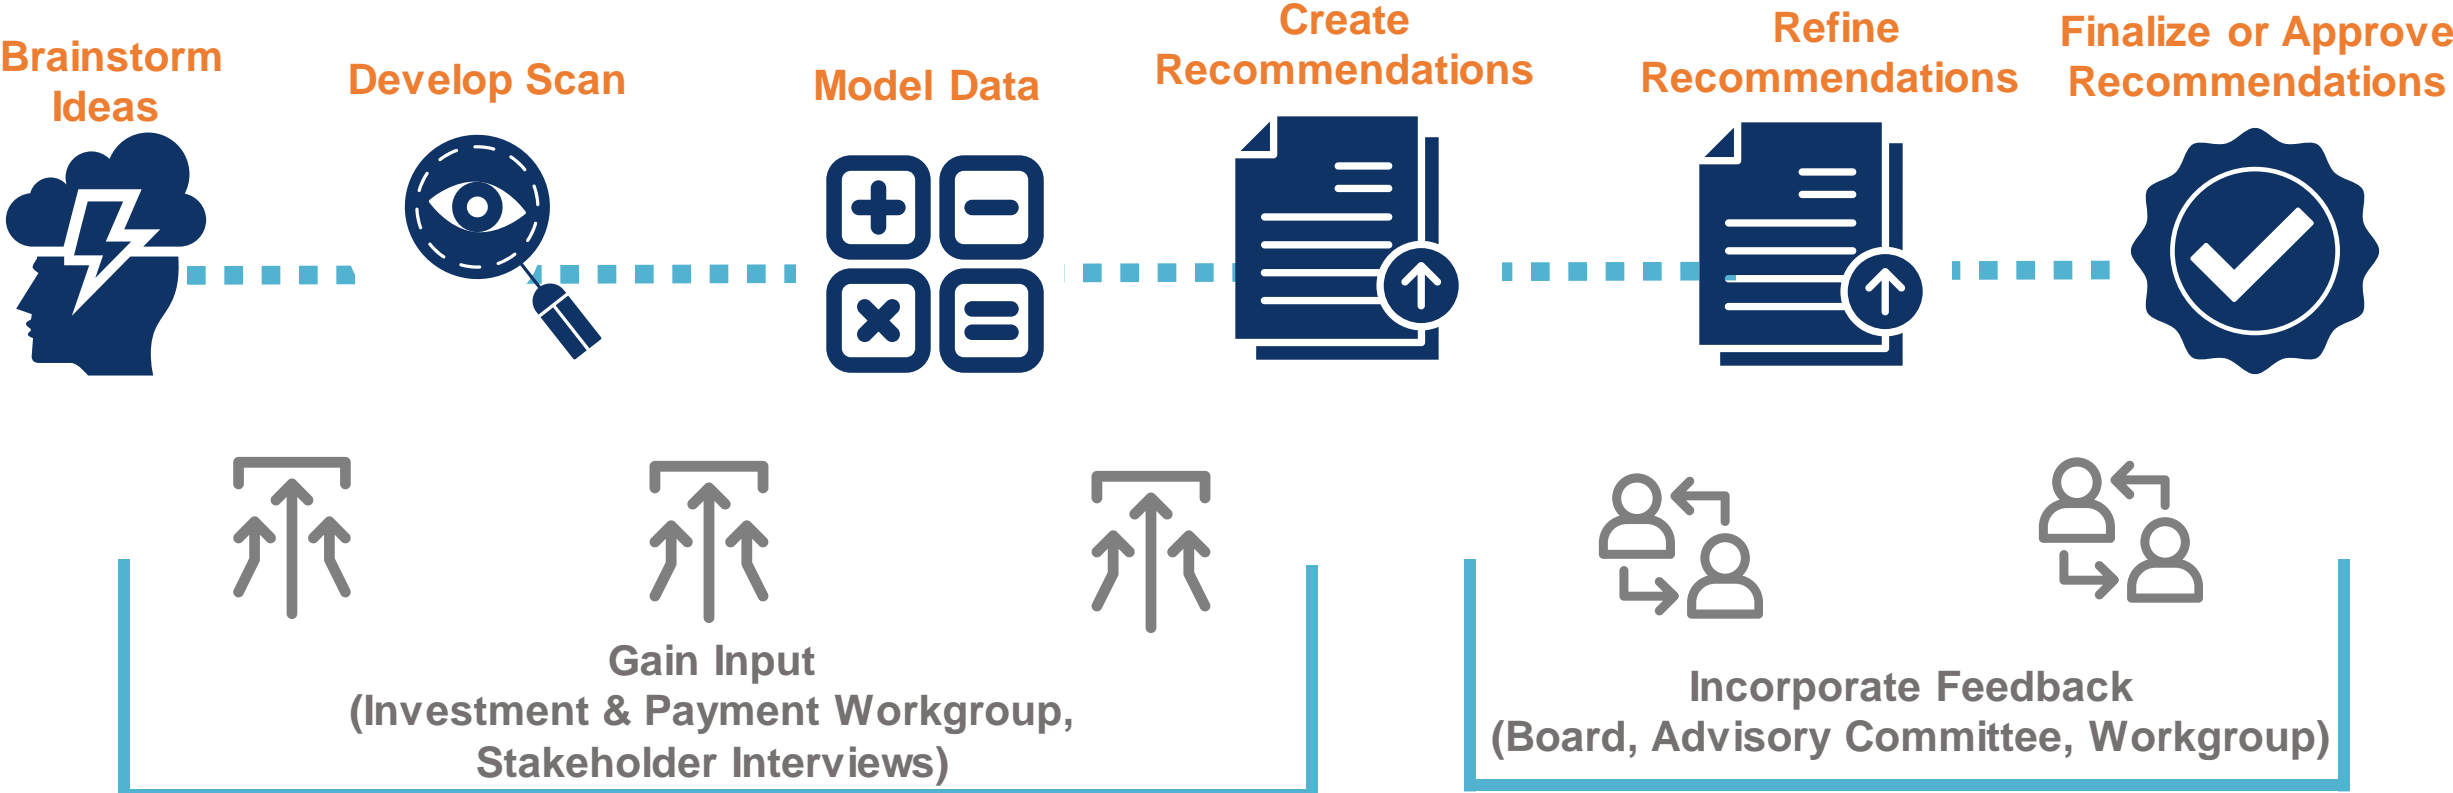 Brainstorm
Ideas
Develop Scan
Model Data
Create
Recommendations
Refine
Recommendations
Finalize or Approve
Recommendations
Gain Input
(Investment & Payment Workgroup,
Stakeholder Interviews)
Incorporate Feedback
(Board, Advisory Committee, Workgroup)